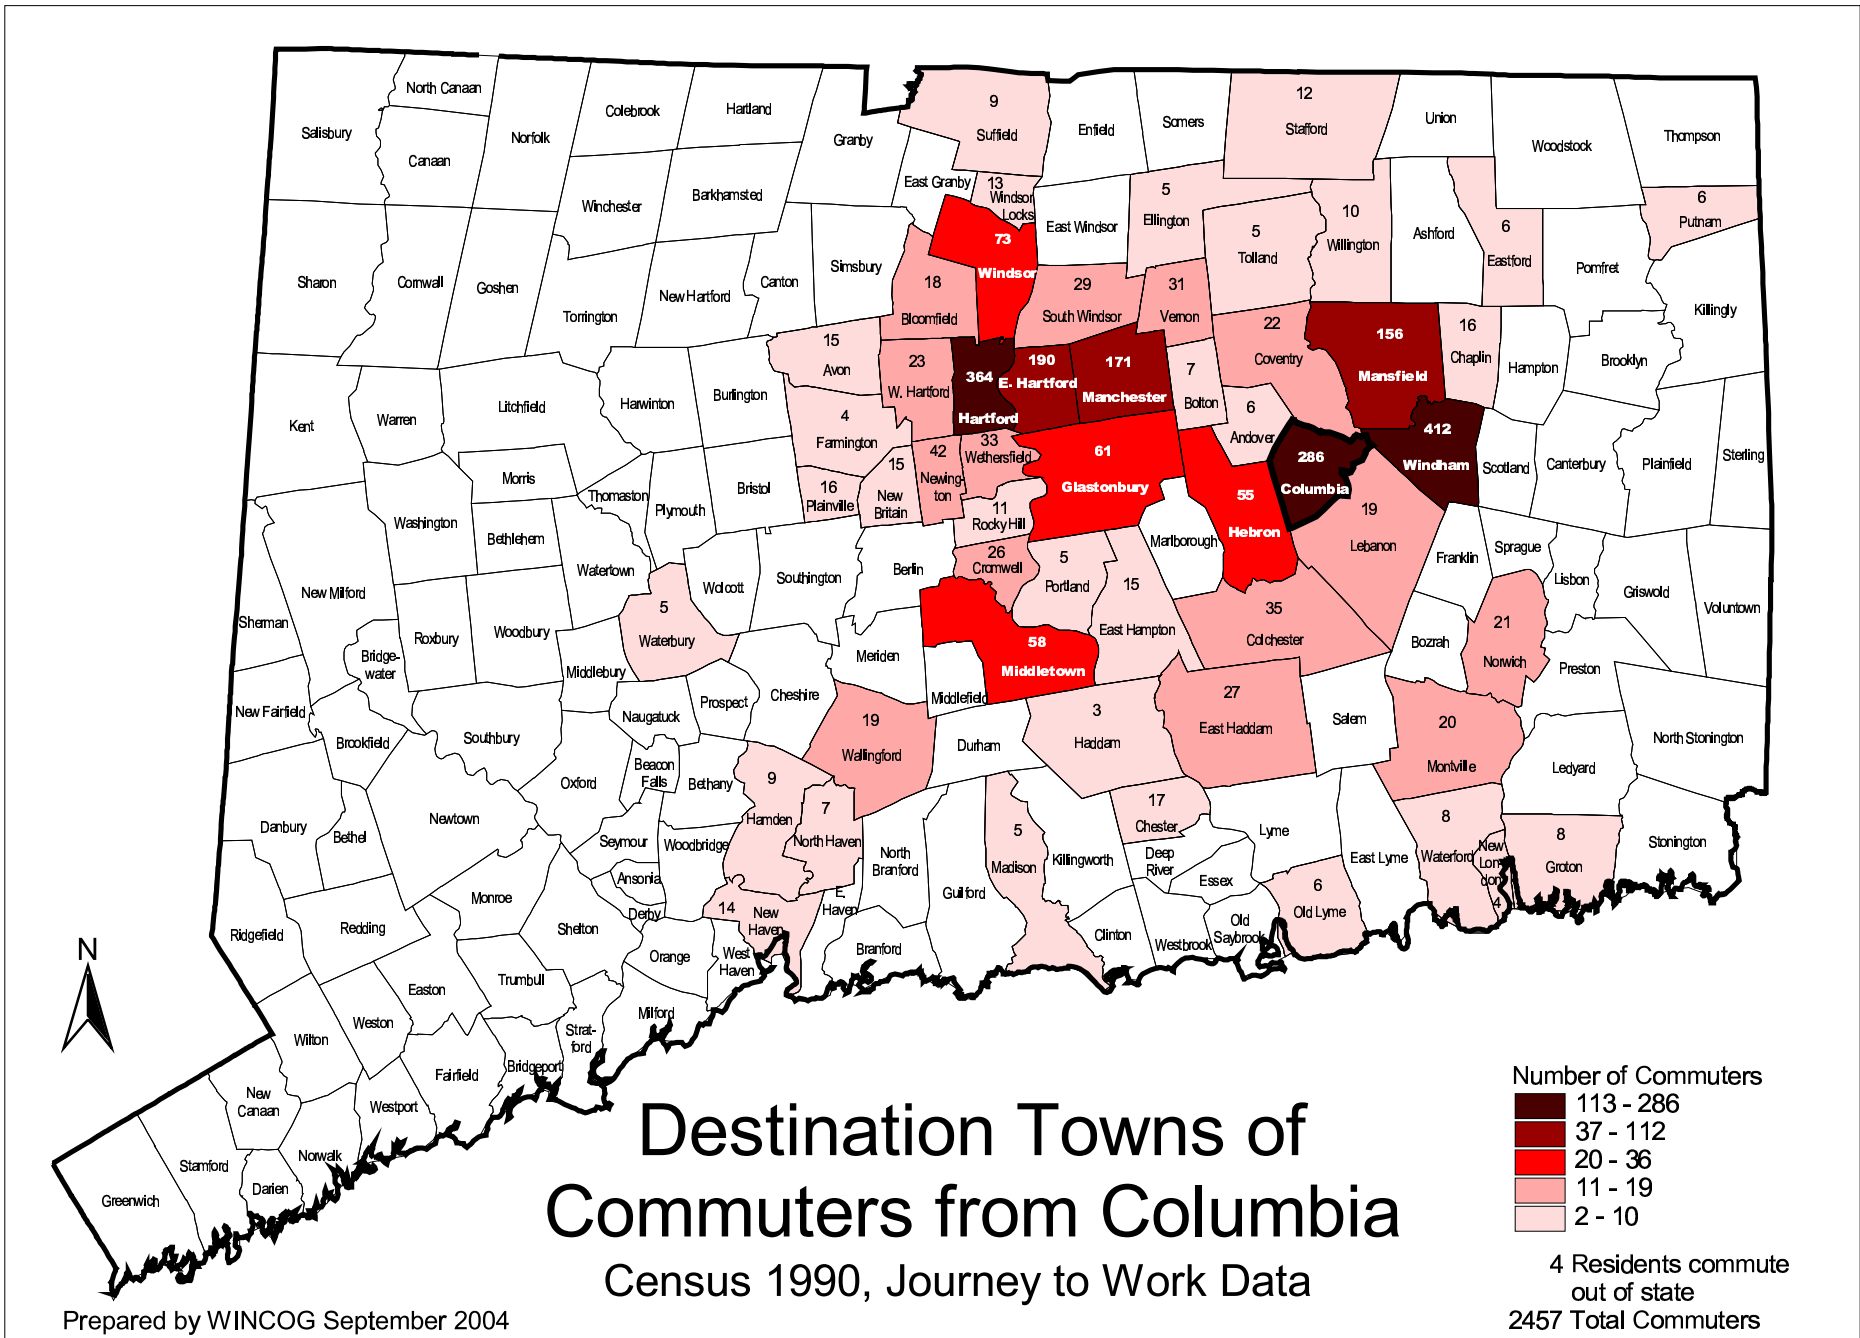 North Canaan
Colebrook
Hartland
Salisbury
Norfolk
Canaan
Granby
9
Suffield
Enfield
Somers
12
Stafford
Union
Woodstock
Thompson
Winchester
Barkhamsted
East Granby
13
Windsor
Locks
East Windsor
5
Ellington
5
Tolland
10
Willington
Ashford
6
Eastford
6
Putnam
Pomfret
Sharon
Cornwall
Goshen
Torrington
New Hartford
Canton
Simsbury
73
Windsor
18
Bloomfield
29
South Windsor
31
Vernon
22
Coventry
156
Mansfield
16
Chaplin
Hampton
Brooklyn
Killingly
Kent
Warren
Litchfield
Harwinton
Burlington
15
Avon
23
W. Hartford
364
Hartford
190
E. Hartford
171
Manchester
7
Bolton
6
Andover
286
Columbia
412
Windham
Scotland
Canterbury
Plainfield
Sterling
4
Farmington
Morris
Thomaston
Plymouth
Bristol
16
Plainville
15
New
Britain
42
Newing-
ton
33
Wethersfield
61
Glastonbury
55
Hebron
19
Lebanon
11
Rocky Hill
Marlborough
Washington
Bethlehem
Watertown
Wolcott
Southington
Berlin
26
Cromwell
5
Portland
15
East Hampton
35
Colchester
Franklin
Sprague
Lisbon
Griswold
Voluntown
New Milford
Sherman
Bridge-
water
Roxbury
Woodbury
Middlebury
5
Waterbury
Meriden
Middlefield
58
Middletown
Bozrah
21
Norwich
Preston
New Fairfield
Brookfield
Southbury
Naugatuck
Prospect
Cheshire
19
Wallingford
Durham
3
Haddam
27
East Haddam
Salem
20
Montville
Ledyard
North Stonington
Danbury
Bethel
Newtown
Oxford
Beacon
Falls
Bethany
9
Hamden
7
North Haven
North
Branford
Guilford
5
Madison
Killingworth
17
Chester
Deep
River
Essex
Lyme
East Lyme
8
Waterford
New
Lon-
don
4
8
Groton
Stonington
Seymour
Woodbridge
Ansonia
Derby
Monroe
Shelton
Ridgefield
Redding
14
New
Haven
E.
Haven
Branford
Clinton
Westbrook
Old
Saybrook
6
Old Lyme
Orange
West
Haven
Milford
Easton
Trumbull
Strat-
ford
Weston
Wilton
Fairfield
Bridgeport
Westport
New
Canaan
Norwalk
Stamford
Darien
Greenwich
N
Destination Towns of
Commuters from Columbia
Census 1990, Journey to Work Data
Number of Commuters
113 - 286
37 - 112
20 - 36
11 - 19
2 - 10
4 Residents commute
out of state
2457 Total Commuters
Prepared by WINCOG September 2004